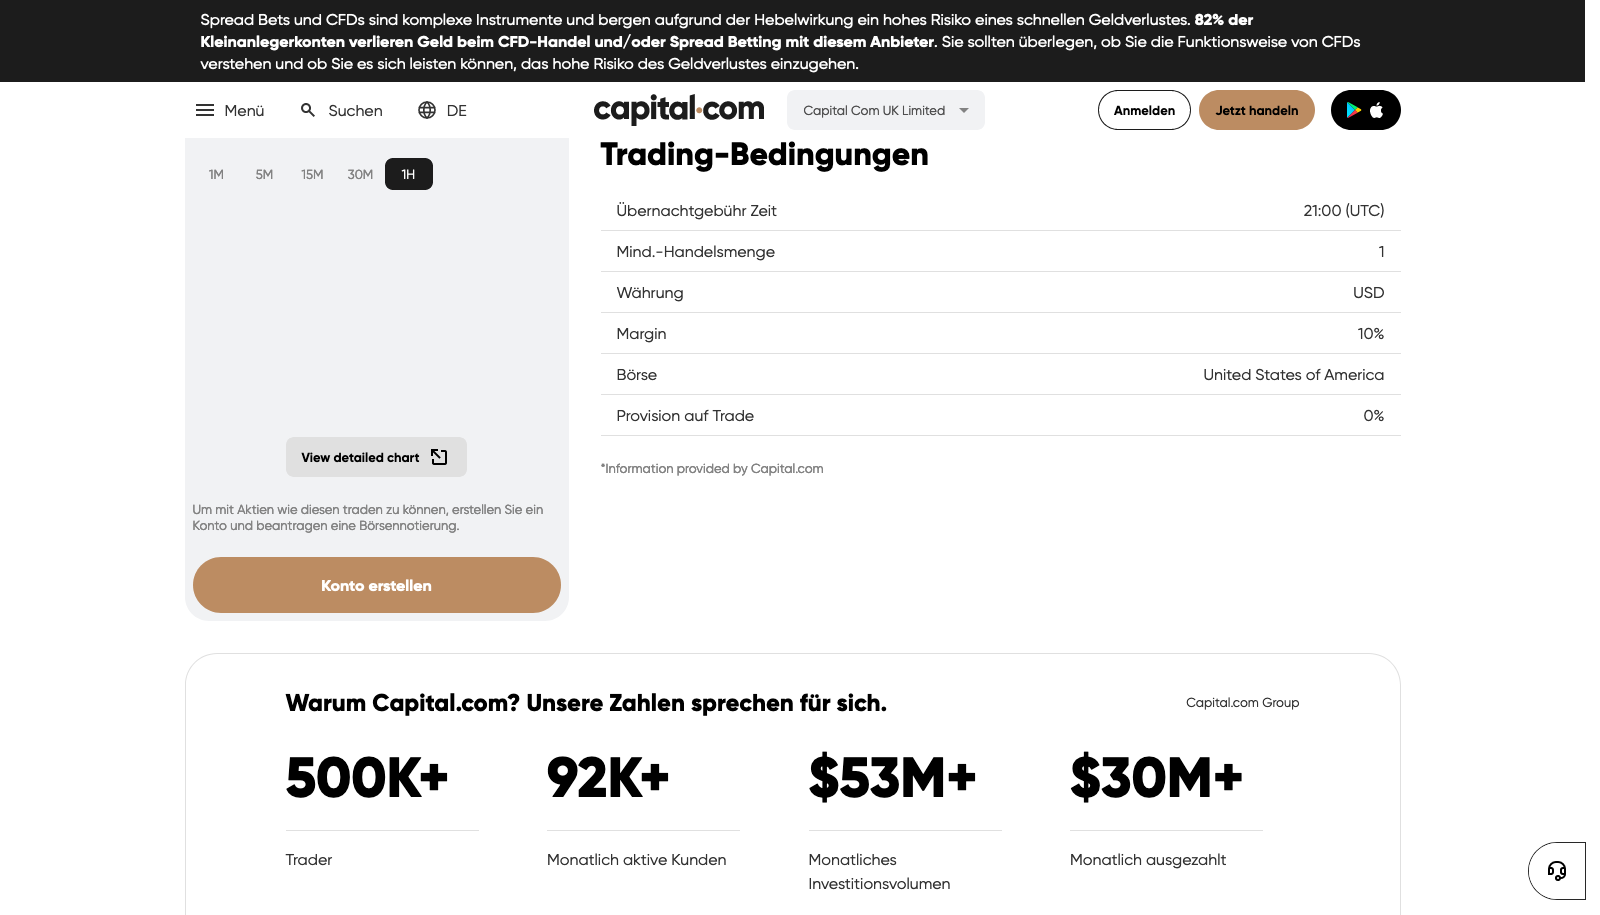 Spread Bets und CFDs sind komplexe Instrumente und bergen aufgrund der Hebelwirkung ein hohes Risiko eines schnellen Geldverlustes. 82% der
Kleinanlegerkonten verlieren Geld beim CFD-Handel und/oder Spread Betting mit diesem Anbieter. Sie sollten überlegen, ob Sie die Funktionsweise von CFDs
verstehen und ob Sie es sich leisten können, das hohe Risiko des Geldverlustes einzugehen.
Menü Suchen DE capital.com Capital Com UK Limited Anmelden Jetzt handeln
1M 5M 15M 30M 1H
View detailed chart
Um mit Aktien wie diesen traden zu können, erstellen Sie ein
Konto und beantragen eine Börsennotierung.
Konto erstellen
Trading-Bedingungen
Übernachtgebühr Zeit 21:00 (UTC)
Mind.-Handelsmenge 1
Währung USD
Margin 10%
Börse United States of America
Provision auf Trade 0%
*Information provided by Capital.com
Warum Capital.com? Unsere Zahlen sprechen für sich. Capital.com Group
500K+ 92K+ $53M+ $30M+
Trader Monatlich aktive Kunden Monatliches Monatlich ausgezahlt
Investitionsvolumen